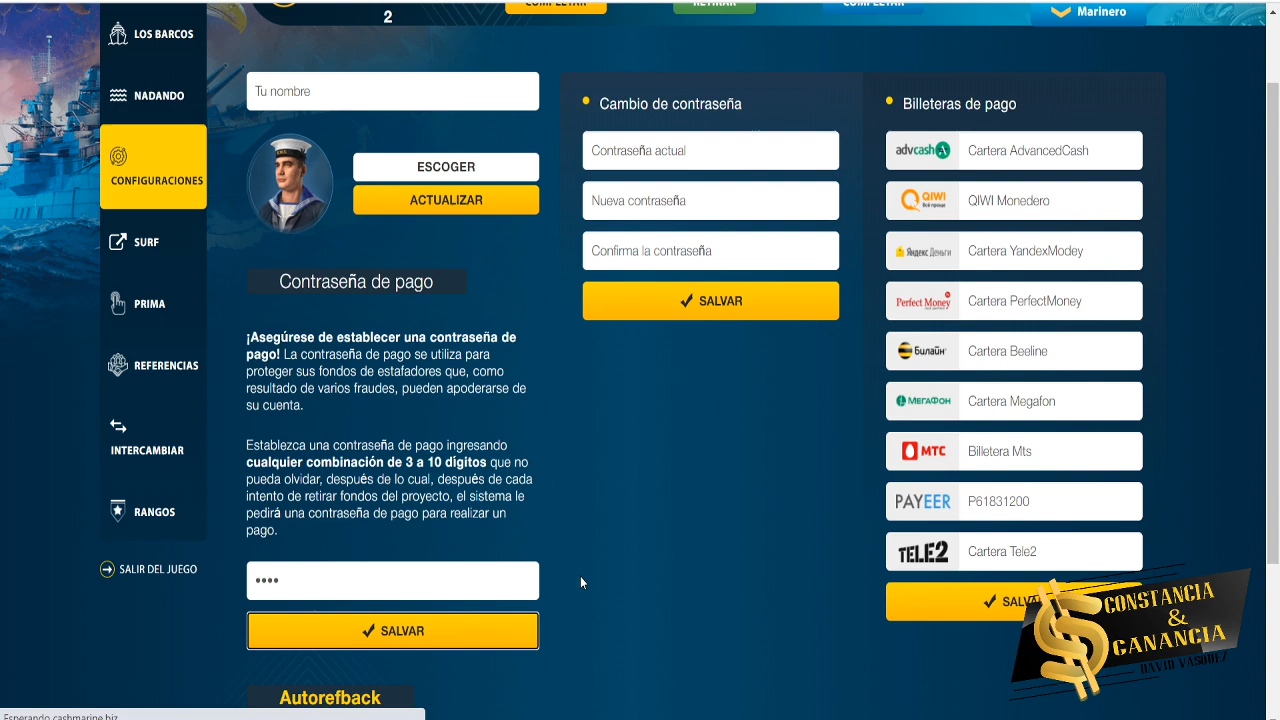 COMPLETAR
RETIRAR
COMPLETAR
2
Marinero
LOS BARCOS
NADANDO
CONFIGURACIONES
SURF
PRIMA
REFERENCIAS
INTERCAMBIAR
RANGOS
SALIR DEL JUEGO
Tu nombre
ESCOGER
ACTUALIZAR
Contraseña de pago
¡Asegúrese de establecer una contraseña de
pago! La contraseña de pago se utiliza para
proteger sus fondos de estafadores que, como
resultado de varios fraudes, pueden apoderarse de
su cuenta.
Establezca una contraseña de pago ingresando
cualquier combinación de 3 a 10 dígitos que no
pueda olvidar, después de lo cual, después de cada
intento de retirar fondos del proyecto, el sistema le
pedirá una contraseña de pago para realizar un
pago.
••••
SALVAR
Autorefback
Cambio de contraseña
Contraseña actual
Nueva contraseña
Confirma la contraseña
SALVAR
Billeteras de pago
advcash Cartera AdvancedCash
QIWI Monedero
Яндекс Деньги Cartera YandexModey
Perfect Money Cartera PerfectMoney
Билайн Cartera Beeline
МЕГАФОН Cartera Megafon
МТС Billetera Mts
PAYEER P61831200
TELE2 Cartera Tele2
CONSTANCIA
&
GANANCIA
DAVID VASQUEZ
Esperando cashmarine.biz